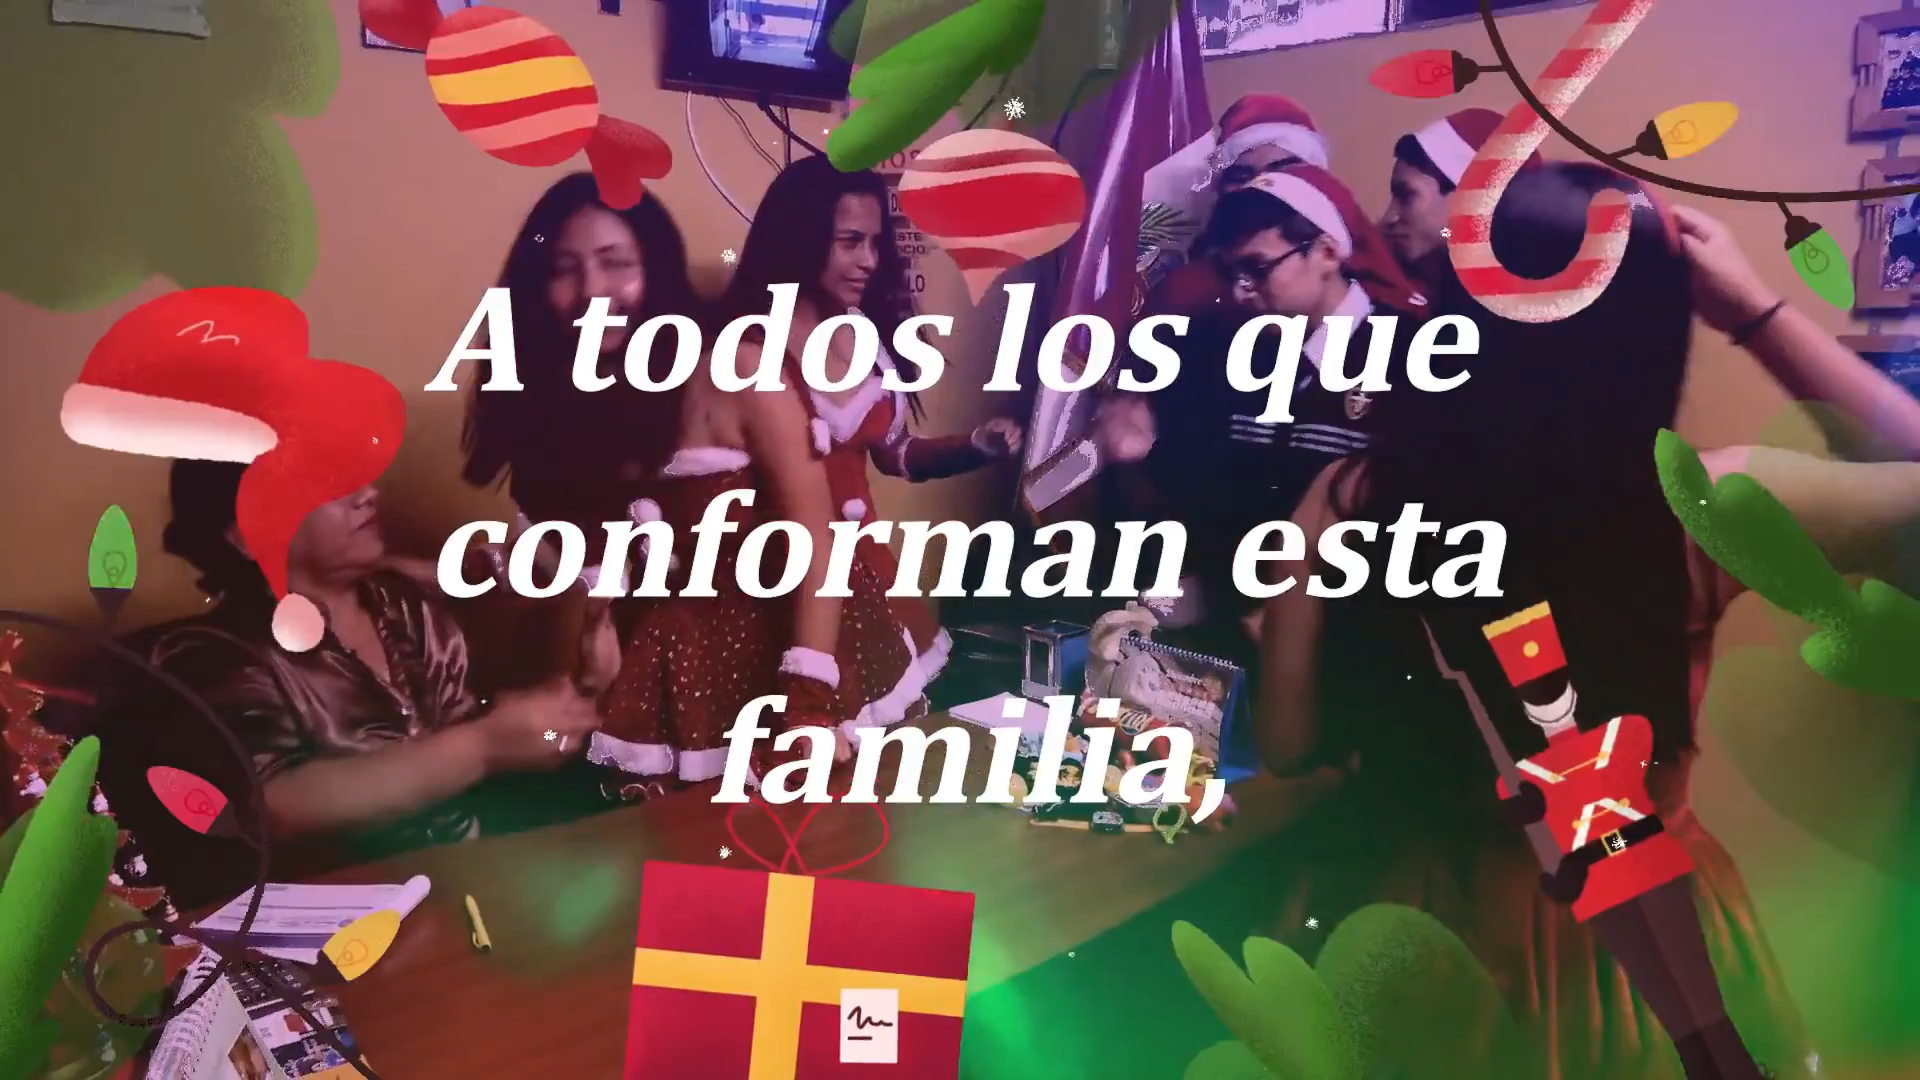 A todos los que
conforman esta
familia,